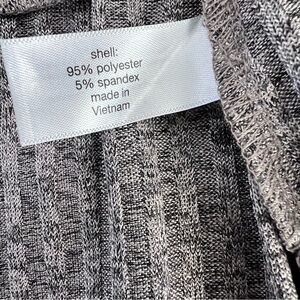 shell:
95% polyester
5% spandex
made in
Vietnam